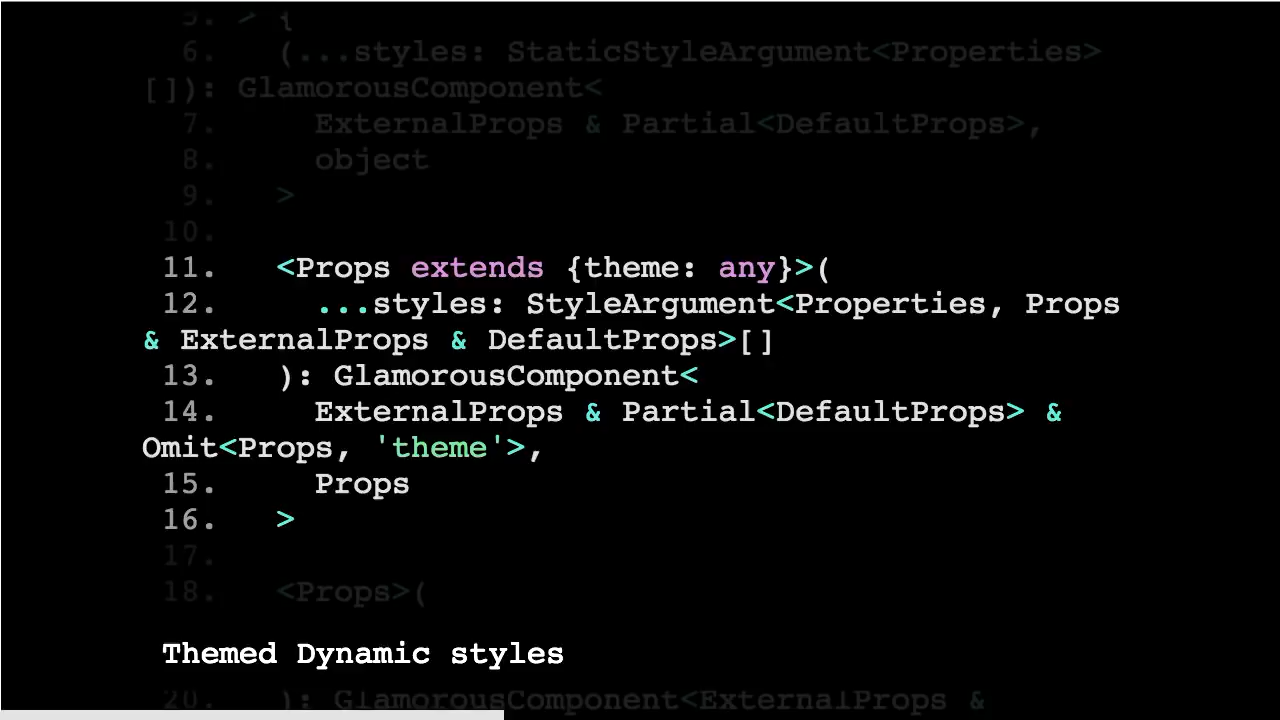 5. > {
6. (...styles: StaticStyleArgument<Properties>
[]): GlamorousComponent<
7. ExternalProps & Partial<DefaultProps>,
8. object
9. >
10.
11. <Props extends {theme: any}>(
12. ...styles: StyleArgument<Properties, Props
& ExternalProps & DefaultProps>[]
13. ): GlamorousComponent<
14. ExternalProps & Partial<DefaultProps> &
Omit<Props, 'theme'>,
15. Props
16. >
17.
18. <Props>(
Themed Dynamic styles
20. ): GlamorousComponent<ExternalProps &